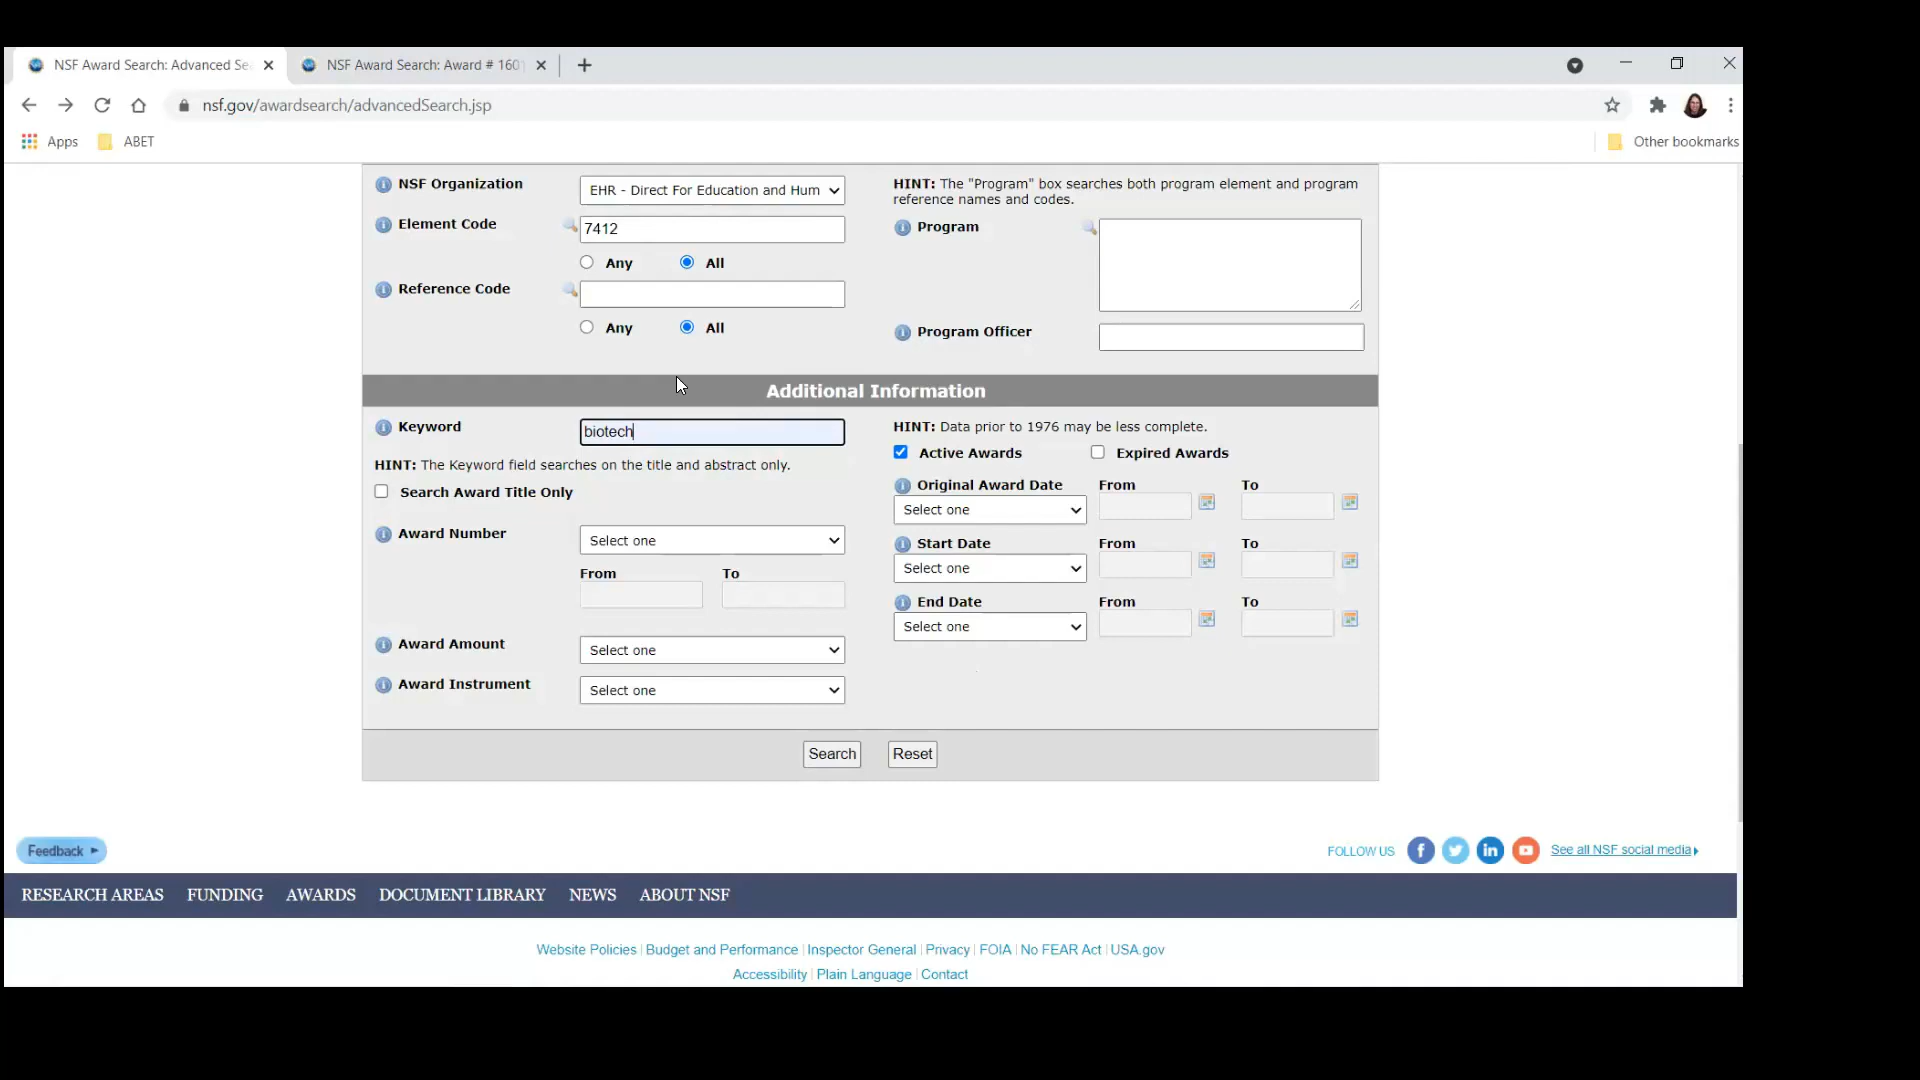 NSF Award Search: Advanced Se
NSF Award Search: Award # 160
nsf.gov/awardsearch/advancedSearch.jsp
Apps
ABET
Other bookmarks
NSF Organization
EHR - Direct For Education and Hum
HINT: The "Program" box searches both program element and program
reference names and codes.
Element Code
7412
Program
Any
All
Reference Code
Any
All
Program Officer
Additional Information
Keyword
biotech
HINT: Data prior to 1976 may be less complete.
Active Awards
Expired Awards
HINT: The Keyword field searches on the title and abstract only.
Search Award Title Only
Original Award Date
From
To
Select one
Award Number
Select one
Start Date
From
To
Select one
From
To
End Date
From
To
Select one
Award Amount
Select one
Award Instrument
Select one
Search
Reset
Feedback
FOLLOW US
See all NSF social media
RESEARCH AREAS FUNDING AWARDS DOCUMENT LIBRARY NEWS ABOUT NSF
Website Policies | Budget and Performance | Inspector General | Privacy | FOIA | No FEAR Act | USA.gov
Accessibility | Plain Language | Contact